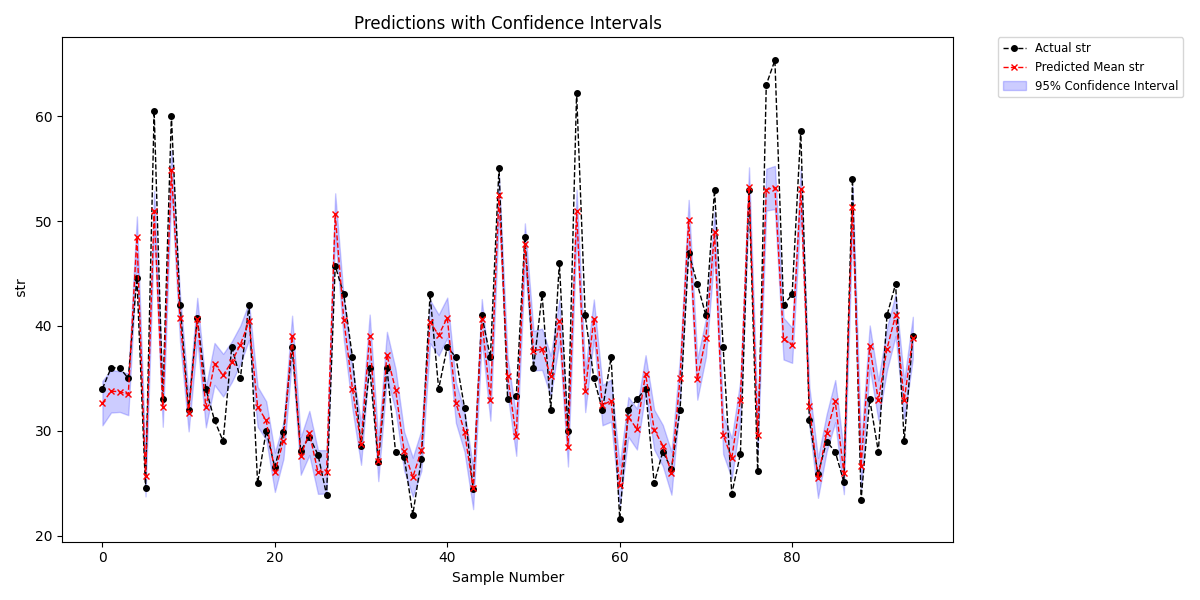 Predictions with Confidence Intervals
Actual str
Predicted Mean str
95% Confidence Interval
60
50
40
30
20
str
0 20 40 60 80
Sample Number